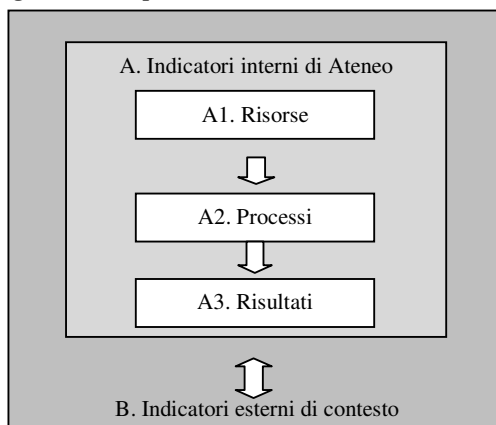 A. Indicatori interni di Ateneo
A1. Risorse
A2. Processi
A3. Risultati
B. Indicatori esterni di contesto